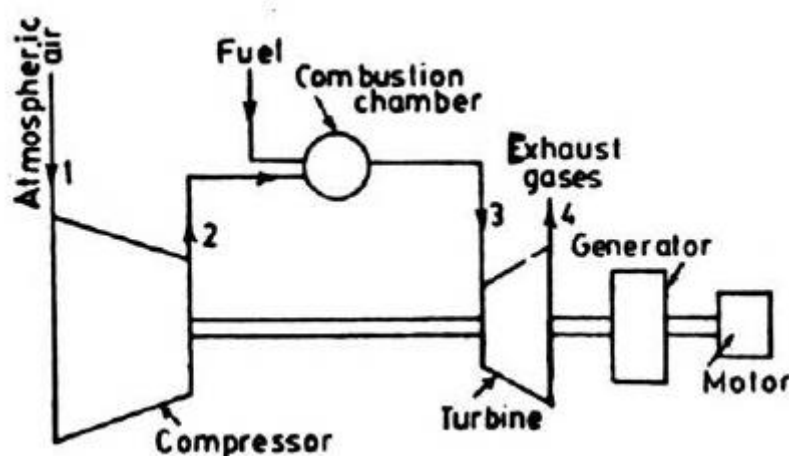 Atmospheric
air
1
Fuel
Combustion
chamber
2
3
Exhaust
gases
4
Generator
Motor
Turbine
Compressor